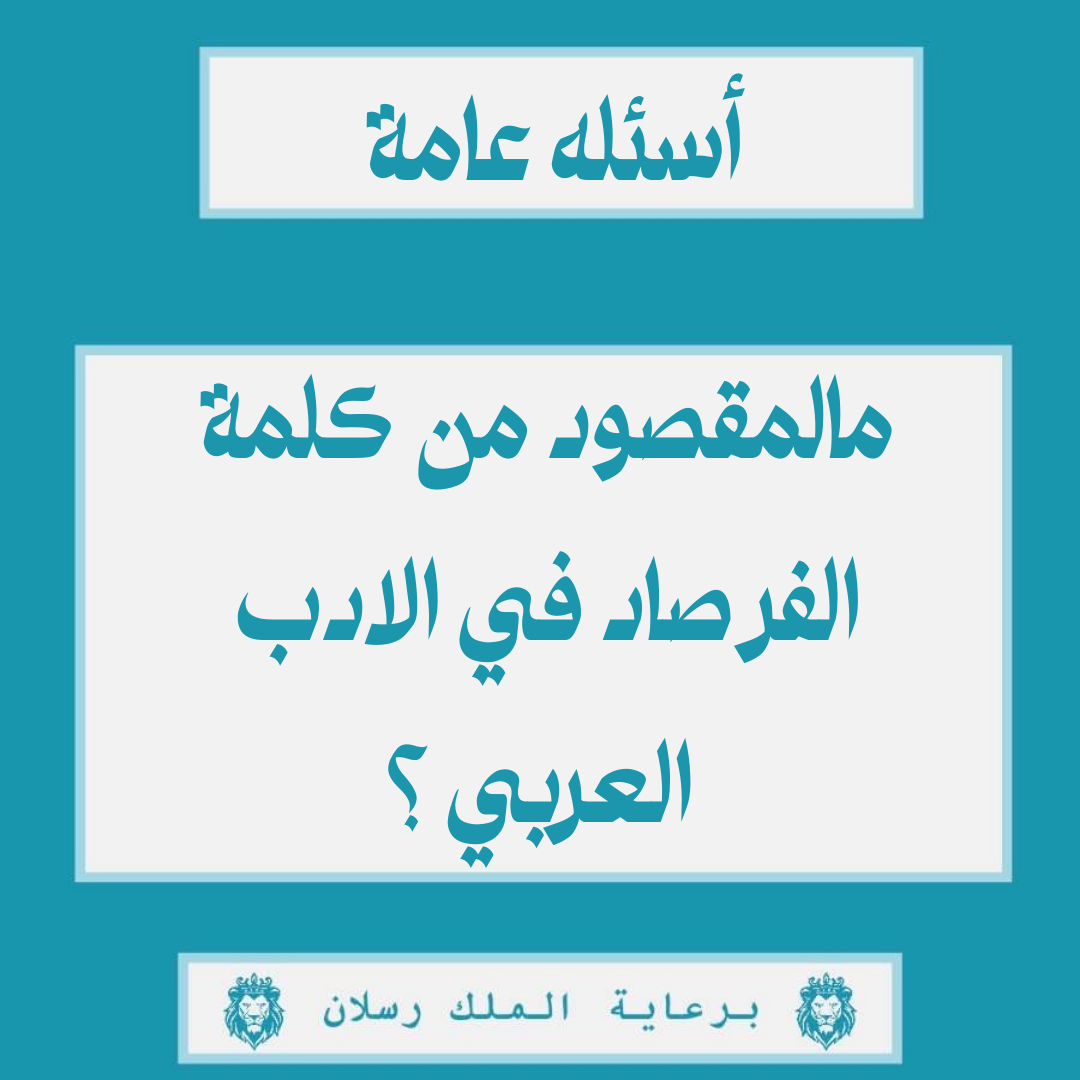 أسئله عامة
مالمقصود من كلمة
الفرصاد في الادب
العربي ؟
برعاية الملك رسلان